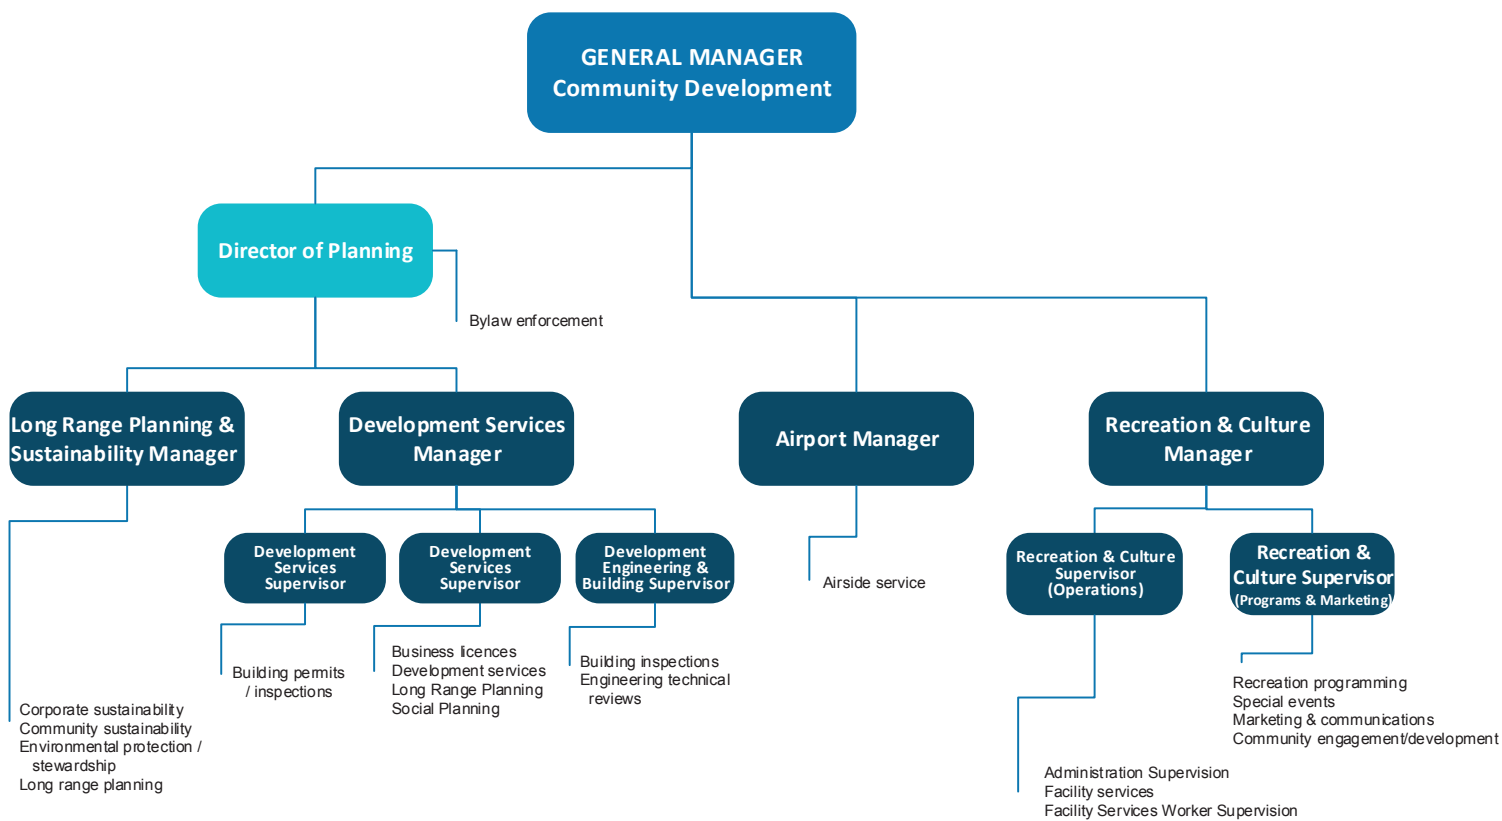 GENERAL MANAGER
Community Development
Director of Planning
Bylaw enforcement
Long Range Planning &
Sustainability Manager
Development Services
Manager
Airport Manager
Recreation & Culture
Manager
Development
Services
Supervisor
Development
Services
Supervisor
Development
Engineering &
Building Supervisor
Recreation & Culture
Supervisor
(Operations)
Recreation &
Culture Supervisor
(Programs & Marketing)
Airside service
Building permits
/ inspections
Business licences
Development services
Long Range Planning
Social Planning
Building inspections
Engineering technical
reviews
Recreation programming
Special events
Marketing & communications
Community engagement/development
Corporate sustainability
Community sustainability
Environmental protection /
stewardship
Long range planning
Administration Supervision
Facility services
Facility Services Worker Supervision